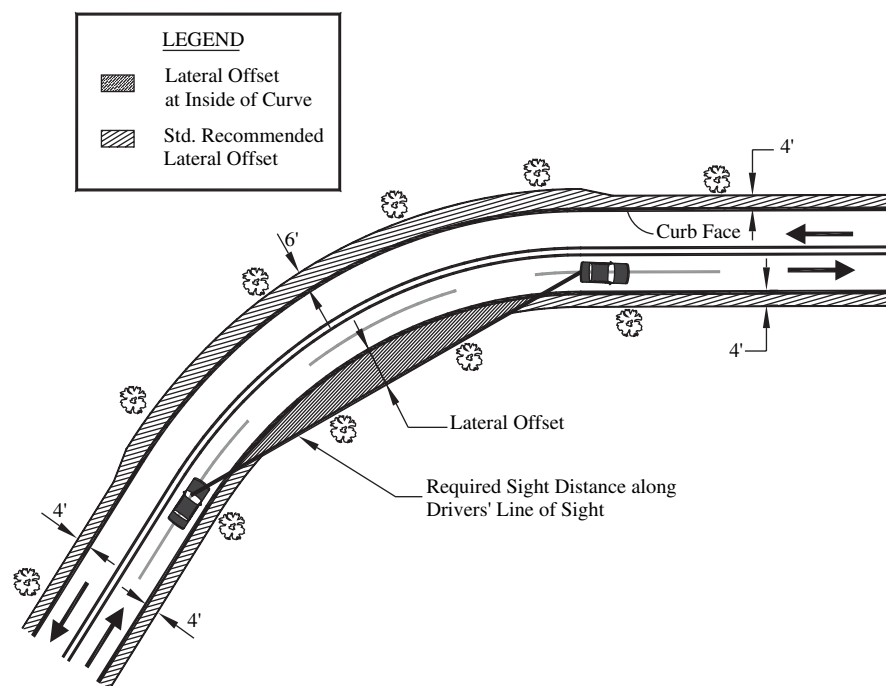 LEGEND
Lateral Offset
at Inside of Curve
Std. Recommended
Lateral Offset
4'
6'
Curb Face
4'
Lateral Offset
Required Sight Distance along
Drivers' Line of Sight
4'
4'